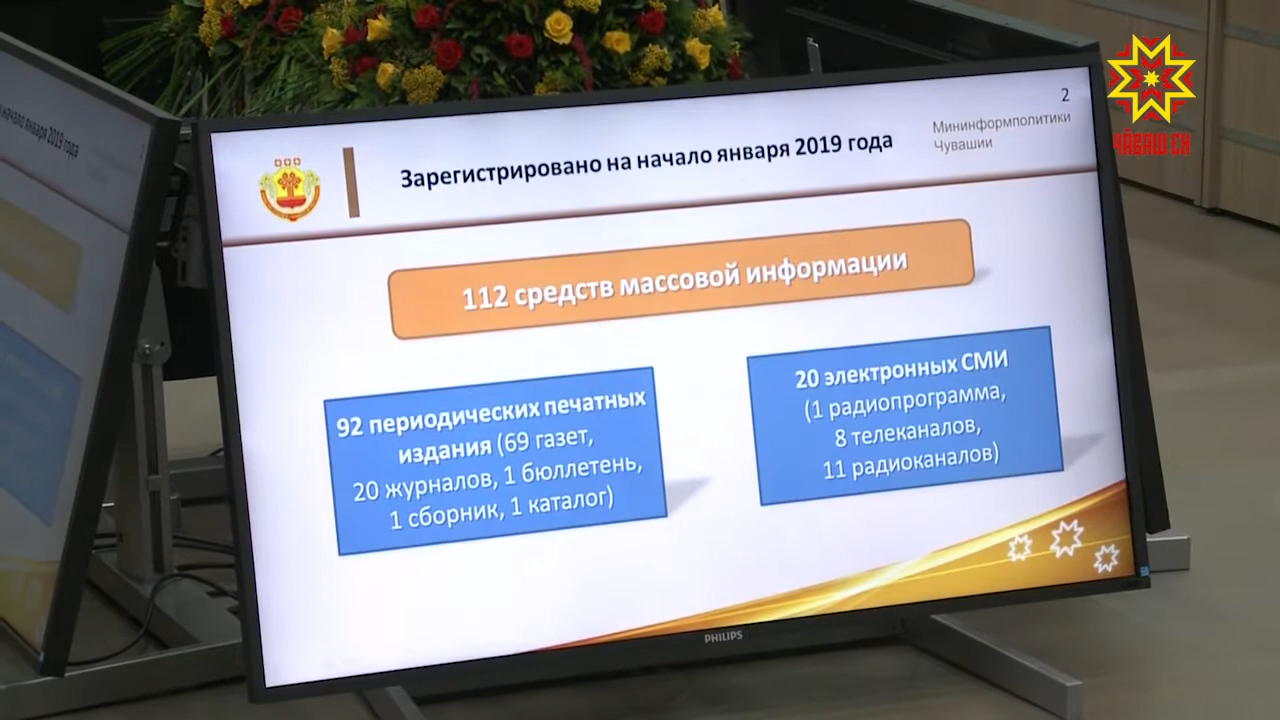 2
Мининформполитики
Чувашии
Зарегистрировано на начало января 2019 года
112 средств массовой информации
92 периодических печатных
издания (69 газет,
20 журналов, 1 бюллетень,
1 сборник, 1 каталог)
20 электронных СМИ
(1 радиопрограмма,
8 телеканалов,
11 радиоканалов)
PHILIPS
начало января 2019 года
ЧӐВАШ ЕН